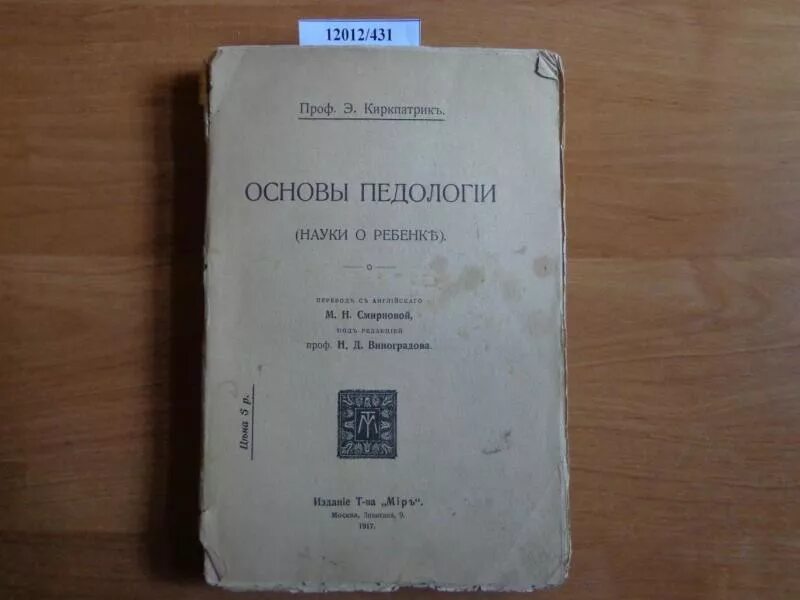 12012/431
Проф. Э. Киркпатрикъ.
ОСНОВЫ ПЕДОЛОГІИ
(НАУКИ О РЕБЕНКѢ).
ПЕРЕВОДЪ СЪ АНГЛІЙСКАГО
М. Н. Смирновой,
ПОДЪ РЕДАКЦІЕЙ
проф. Н. Д. Виноградова.
Цѣна 5 р.
Изданіе Т-ва „Міръ".
Москва, Знаменка, 9.
1917.